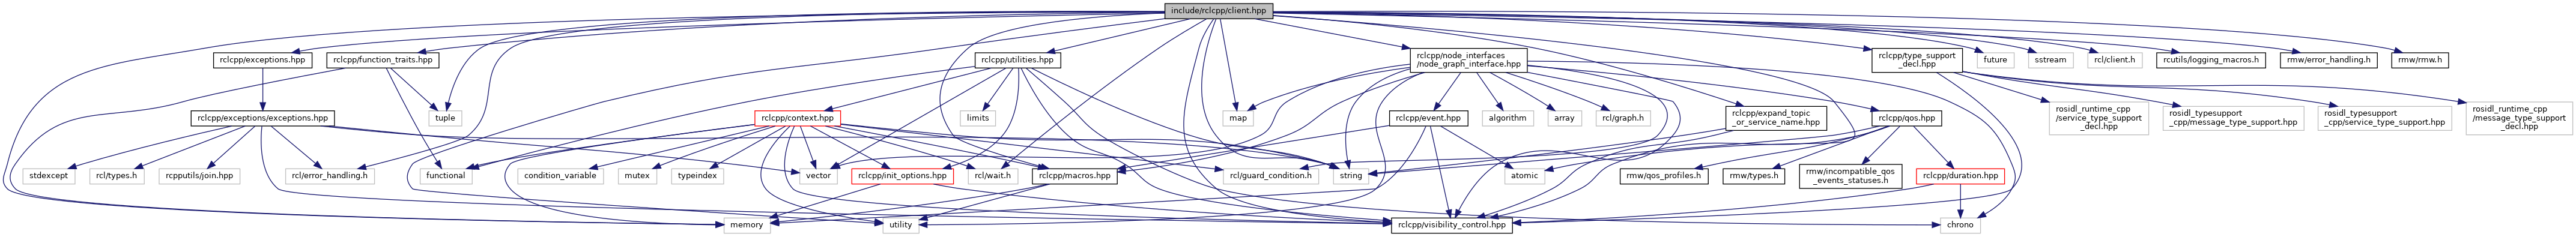 include/rclcpp/client.hpp
rclcpp/exceptions.hpp
rclcpp/function_traits.hpp
rclcpp/utilities.hpp
rclcpp/node_interfaces
/node_graph_interface.hpp
rclcpp/type_support
_decl.hpp
future
sstream
rcl/client.h
rcutils/logging_macros.h
rmw/error_handling.h
rmw/rmw.h
rclcpp/exceptions/exceptions.hpp
tuple
rclcpp/context.hpp
limits
map
rclcpp/event.hpp
algorithm
array
rcl/graph.h
rclcpp/expand_topic
_or_service_name.hpp
rclcpp/qos.hpp
rosidl_runtime_cpp
/service_type_support
_decl.hpp
rosidl_typesupport
_cpp/message_type_support.hpp
rosidl_typesupport
_cpp/service_type_support.hpp
rosidl_runtime_cpp
/message_type_support
_decl.hpp
stdexcept
rcl/types.h
rcpputils/join.hpp
rcl/error_handling.h
functional
condition_variable
mutex
typeindex
vector
rclcpp/init_options.hpp
rcl/wait.h
rclcpp/macros.hpp
rcl/guard_condition.h
string
atomic
rmw/qos_profiles.h
rmw/types.h
rmw/incompatible_qos
_events_statuses.h
rclcpp/duration.hpp
memory
utility
rclcpp/visibility_control.hpp
chrono